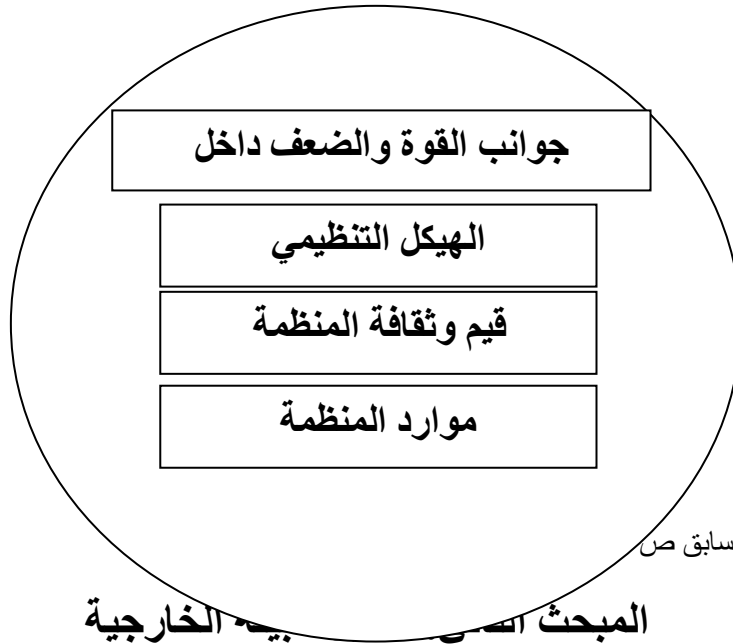 جوانب القوة والضعف داخل
الهيكل التنظيمي
قيم وثقافة المنظمة
موارد المنظمة
سابق ص
المبحث الخارجية